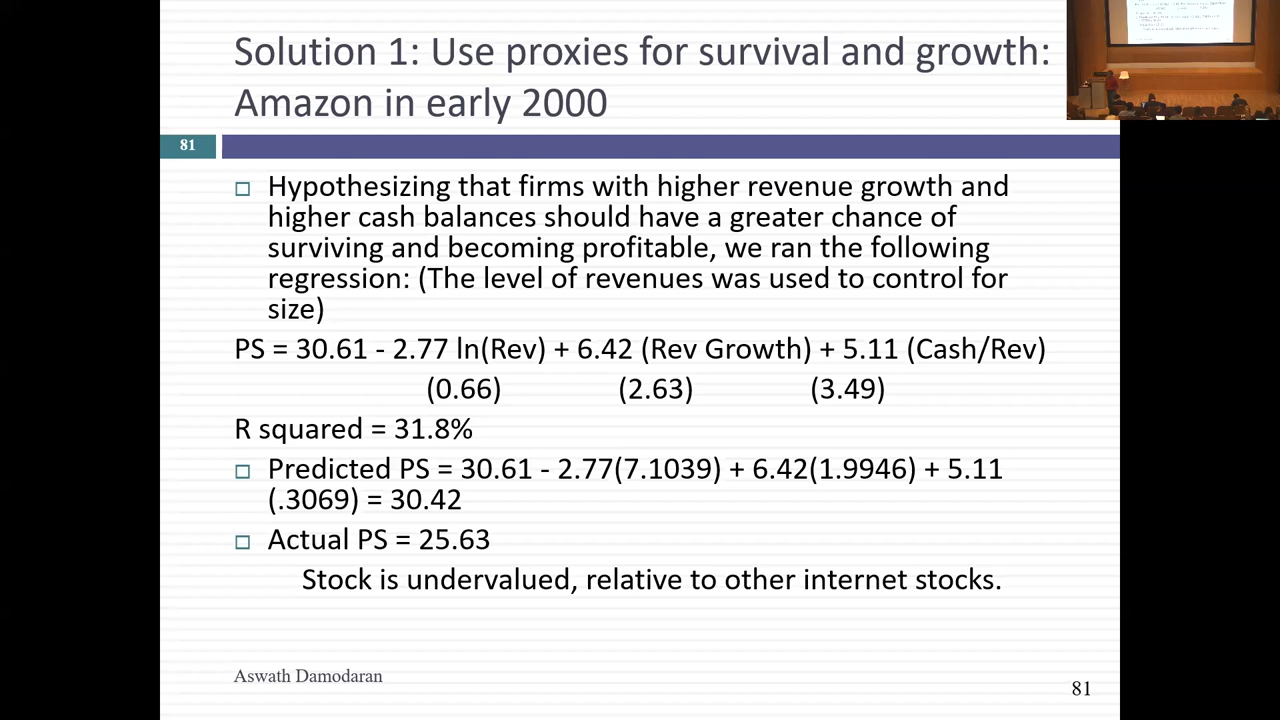 Solution 1: Use proxies for survival and growth:
Amazon in early 2000
81
□ Hypothesizing that firms with higher revenue growth and
higher cash balances should have a greater chance of
surviving and becoming profitable, we ran the following
regression: (The level of revenues was used to control for
size)
PS = 30.61 - 2.77 ln(Rev) + 6.42 (Rev Growth) + 5.11 (Cash/Rev)
(0.66) (2.63) (3.49)
R squared = 31.8%
□ Predicted PS = 30.61 - 2.77(7.1039) + 6.42(1.9946) + 5.11
(.3069) = 30.42
□ Actual PS = 25.63
Stock is undervalued, relative to other internet stocks.
Aswath Damodaran
81